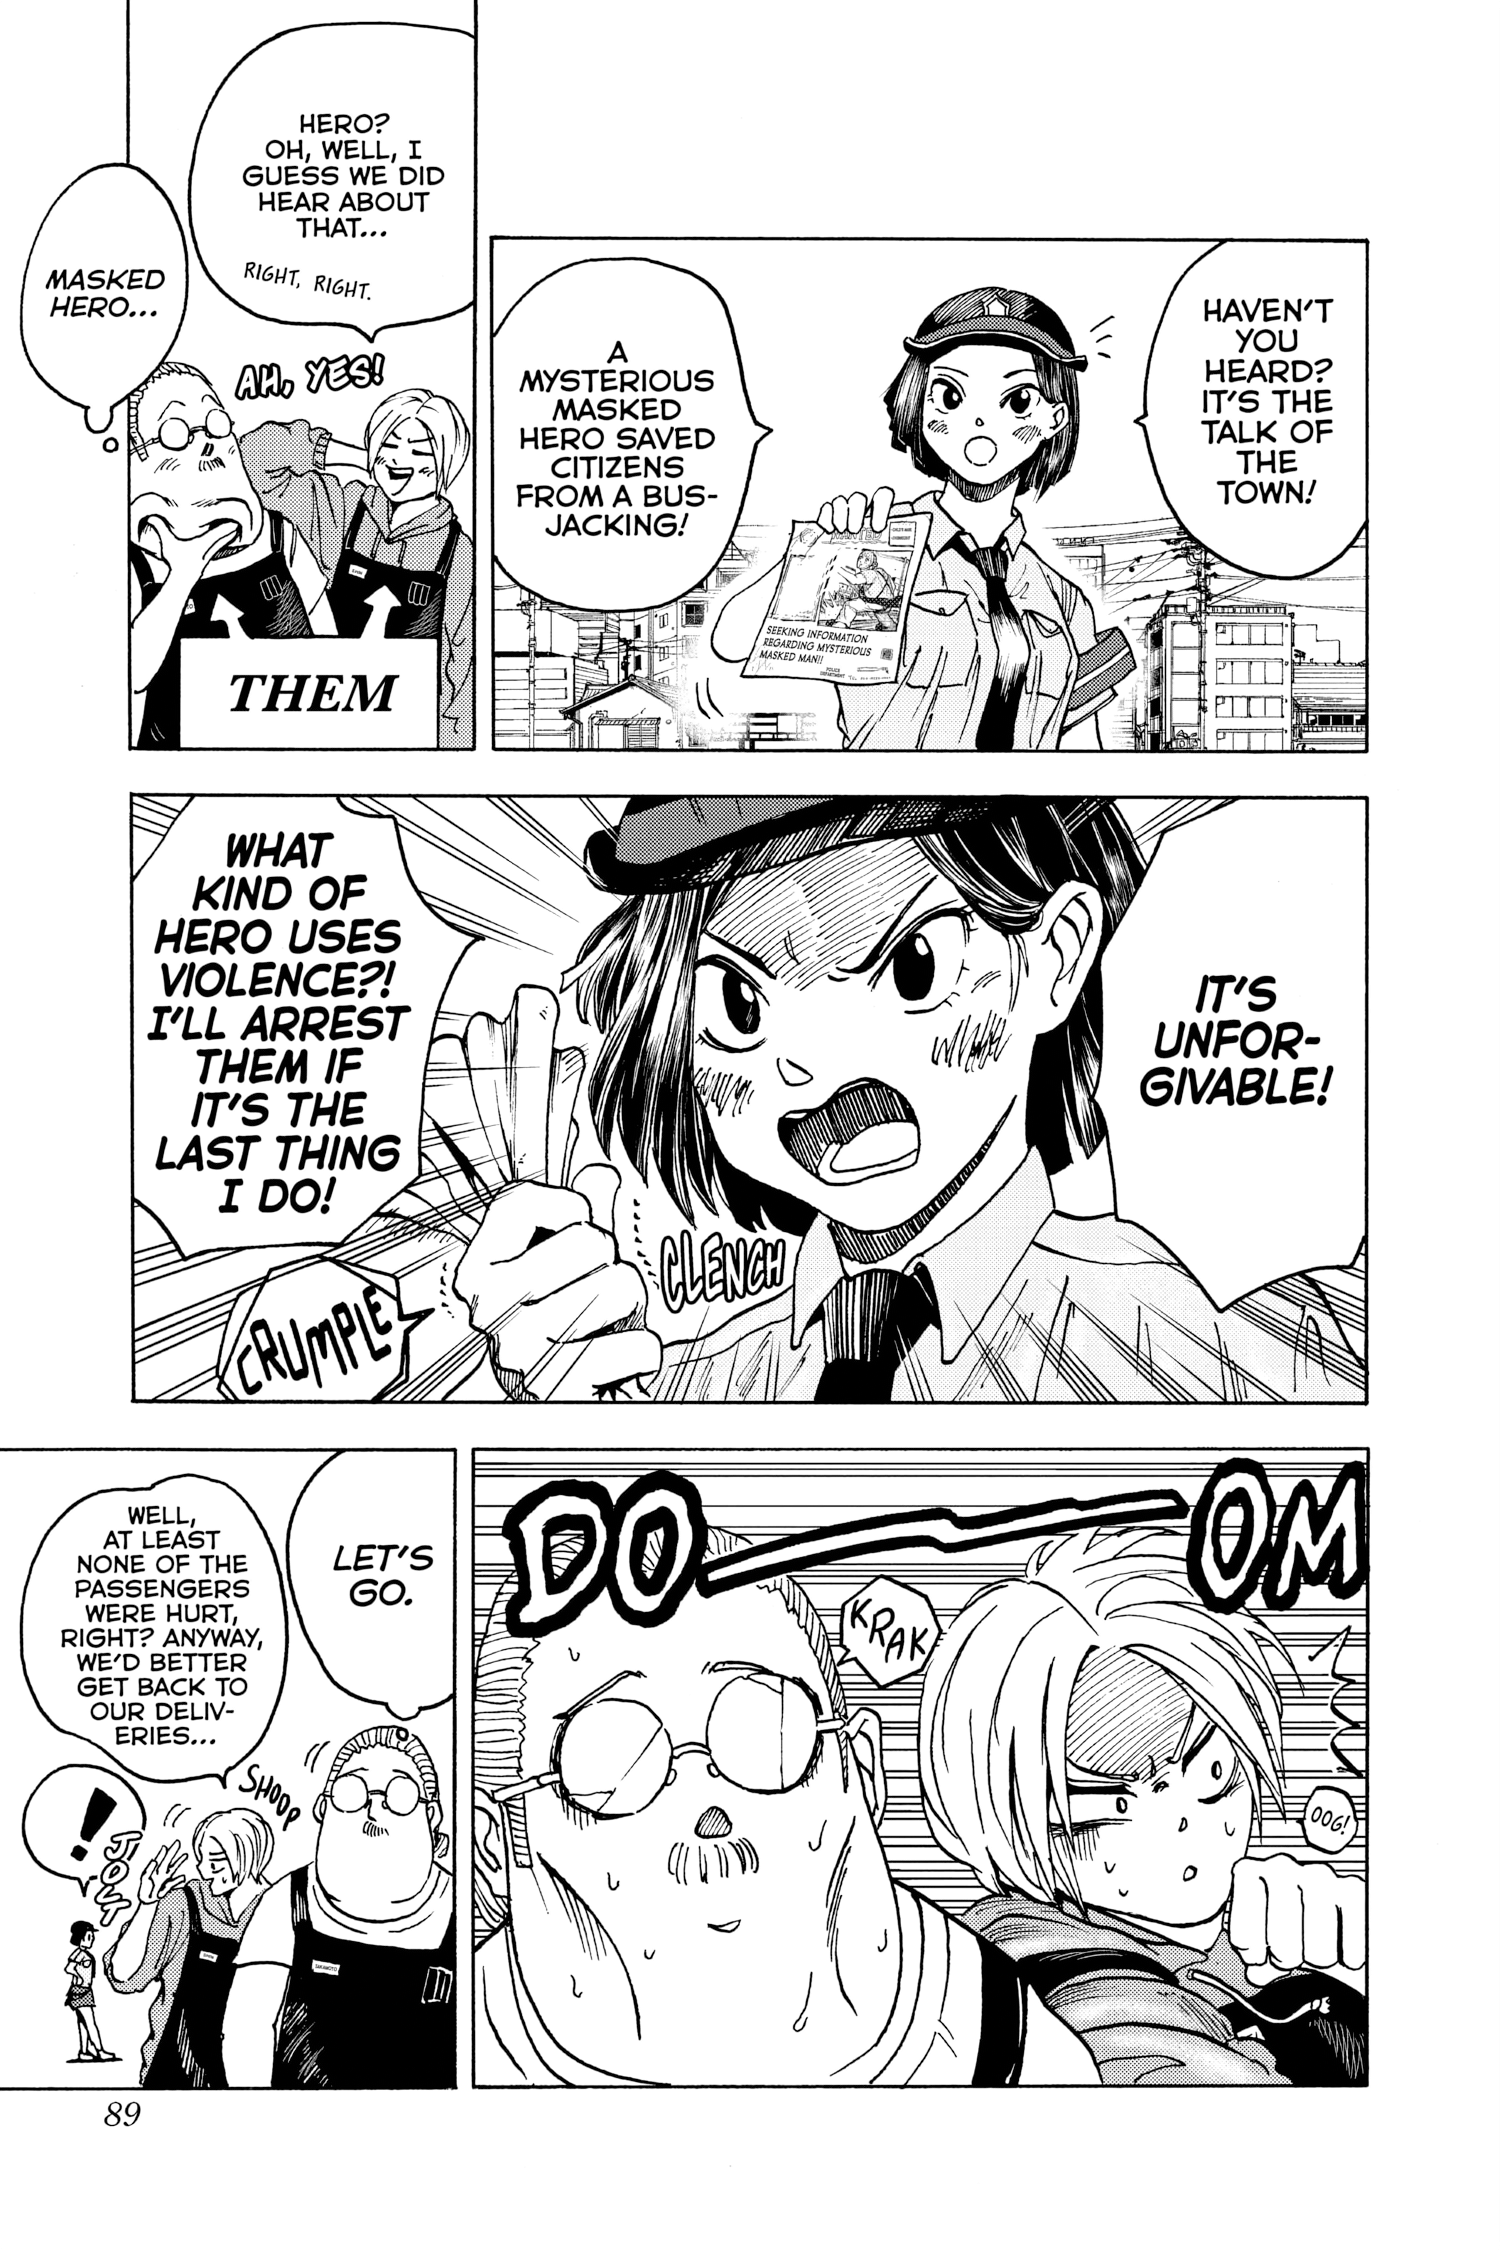 HAVEN'T
YOU
HEARD?
IT'S THE
TALK OF
THE
TOWN!
A
MYSTERIOUS
MASKED
HERO SAVED
CITIZENS
FROM A BUS-
JACKING!
WANTED
SEEKING INFORMATION
REGARDING MYSTERIOUS
MASKED MAN!!
POLICE
DEPARTMENT
HERO?
OH, WELL, I
GUESS WE DID
HEAR ABOUT
THAT...
RIGHT, RIGHT.
AH, YES!
MASKED
HERO...
THEM
IT'S
UNFOR-
GIVABLE!
WHAT
KIND OF
HERO USES
VIOLENCE?!
I'LL ARREST
THEM IF
IT'S THE
LAST THING
I DO!
CLENCH
CRUMPLE
DO—OM
KRAK
OOG!
LET'S
GO.
WELL,
AT LEAST
NONE OF THE
PASSENGERS
WERE HURT,
RIGHT? ANYWAY,
WE'D BETTER
GET BACK TO
OUR DELIV-
ERIES...
SHOOP
!
JOLT
SHIN
SAKAMOTO
89